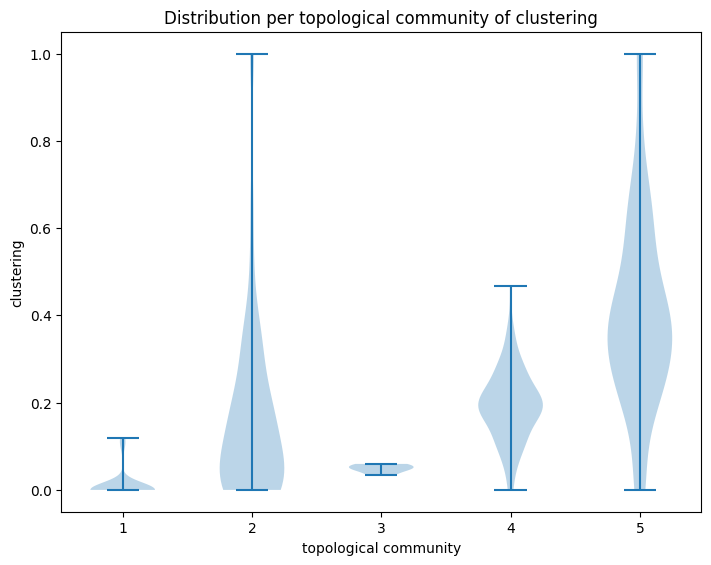 Distribution per topological community of clustering
1.0
0.8
0.6
0.4
0.2
0.0
clustering
1 2 3 4 5
topological community